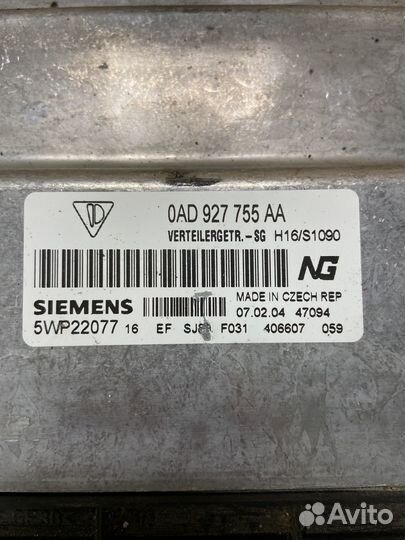 0AD 927 755 AA
VERTEILERGETR.-SG H16/S1090
NG
SIEMENS
MADE IN CZECH REP
07.02.04 47094
5WP22077 16 EF F031 406607 059
Avito